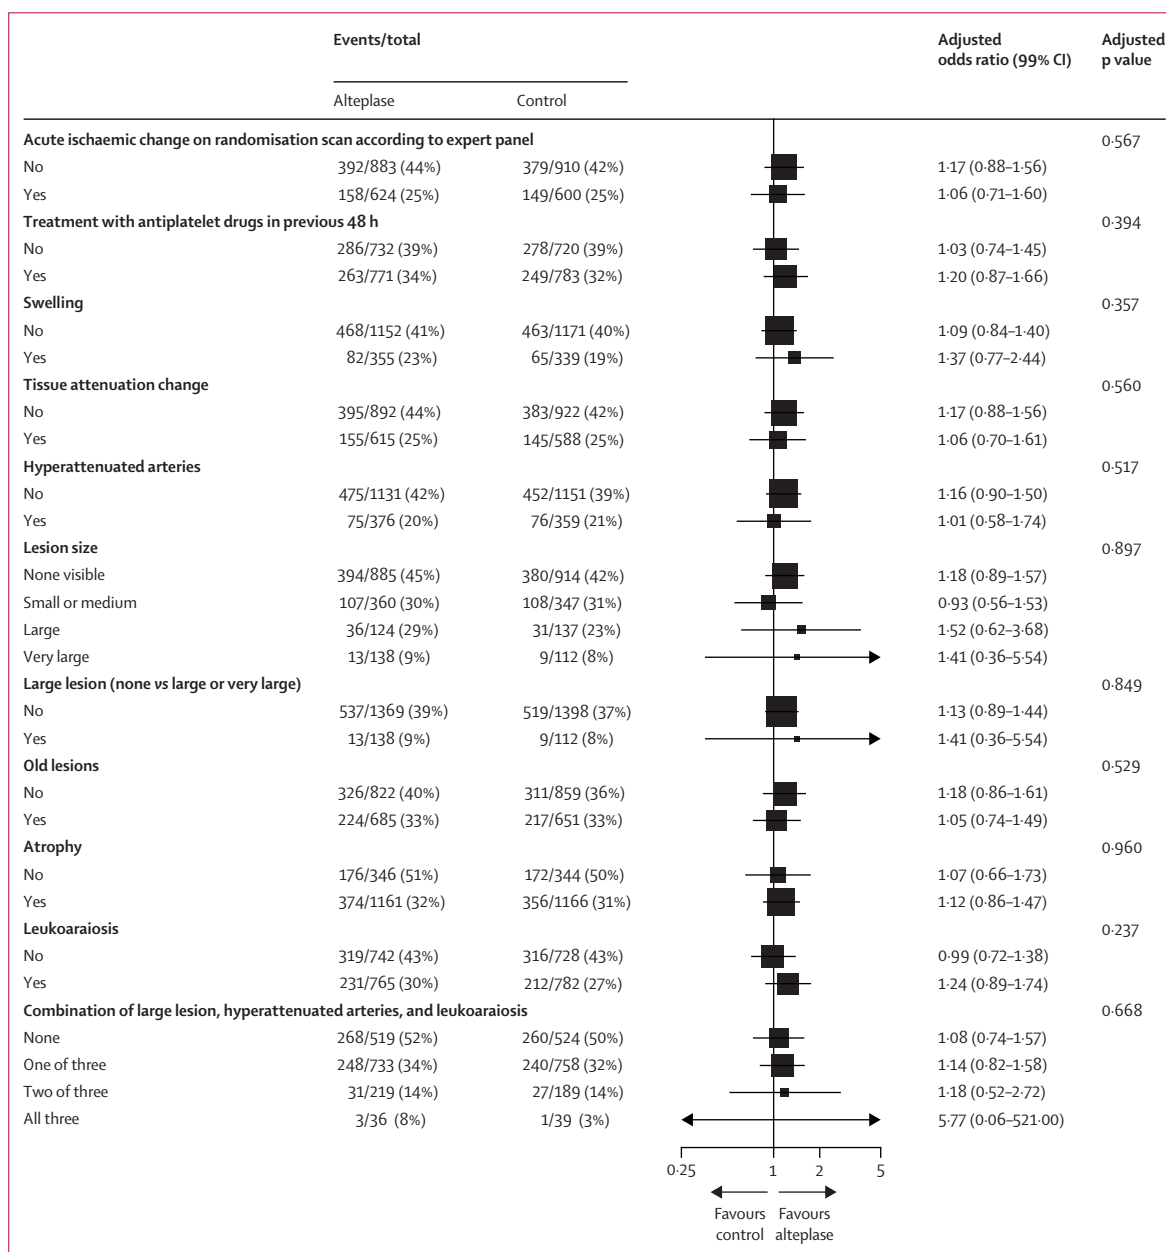 Events/total
Adjusted
odds ratio (99% CI)
Adjusted
p value
Alteplase Control
Acute ischaemic change on randomisation scan according to expert panel 0·567
No 392/883 (44%) 379/910 (42%) 1·17 (0·88–1·56)
Yes 158/624 (25%) 149/600 (25%) 1·06 (0·71–1·60)
Treatment with antiplatelet drugs in previous 48 h 0·394
No 286/732 (39%) 278/720 (39%) 1·03 (0·74–1·45)
Yes 263/771 (34%) 249/783 (32%) 1·20 (0·87–1·66)
Swelling 0·357
No 468/1152 (41%) 463/1171 (40%) 1·09 (0·84–1·40)
Yes 82/355 (23%) 65/339 (19%) 1·37 (0·77–2·44)
Tissue attenuation change 0·560
No 395/892 (44%) 383/922 (42%) 1·17 (0·88–1·56)
Yes 155/615 (25%) 145/588 (25%) 1·06 (0·70–1·61)
Hyperattenuated arteries 0·517
No 475/1131 (42%) 452/1151 (39%) 1·16 (0·90–1·50)
Yes 75/376 (20%) 76/359 (21%) 1·01 (0·58–1·74)
Lesion size 0·897
None visible 394/885 (45%) 380/914 (42%) 1·18 (0·89–1·57)
Small or medium 107/360 (30%) 108/347 (31%) 0·93 (0·56–1·53)
Large 36/124 (29%) 31/137 (23%) 1·52 (0·62–3·68)
Very large 13/138 (9%) 9/112 (8%) 1·41 (0·36–5·54)
Large lesion (none vs large or very large) 0·849
No 537/1369 (39%) 519/1398 (37%) 1·13 (0·89–1·44)
Yes 13/138 (9%) 9/112 (8%) 1·41 (0·36–5·54)
Old lesions 0·529
No 326/822 (40%) 311/859 (36%) 1·18 (0·86–1·61)
Yes 224/685 (33%) 217/651 (33%) 1·05 (0·74–1·49)
Atrophy 0·960
No 176/346 (51%) 172/344 (50%) 1·07 (0·66–1·73)
Yes 374/1161 (32%) 356/1166 (31%) 1·12 (0·86–1·47)
Leukoaraiosis 0·237
No 319/742 (43%) 316/728 (43%) 0·99 (0·72–1·38)
Yes 231/765 (30%) 212/782 (27%) 1·24 (0·89–1·74)
Combination of large lesion, hyperattenuated arteries, and leukoaraiosis 0·668
None 268/519 (52%) 260/524 (50%) 1·08 (0·74–1·57)
One of three 248/733 (34%) 240/758 (32%) 1·14 (0·82–1·58)
Two of three 31/219 (14%) 27/189 (14%) 1·18 (0·52–2·72)
All three 3/36 (8%) 1/39 (3%) 5·77 (0·06–521·00)
0·25 1 2 5
Favours
control
Favours
alteplase